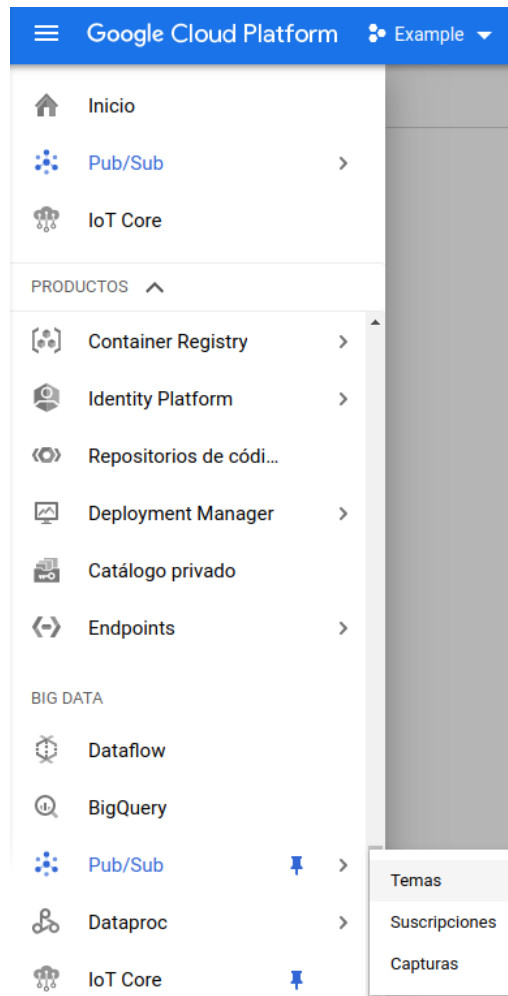 Google Cloud Platform Example
Inicio
Pub/Sub
IoT Core
PRODUCTOS
Container Registry
Identity Platform
Repositorios de códi...
Deployment Manager
Catálogo privado
Endpoints
BIG DATA
Dataflow
BigQuery
Pub/Sub
Temas
Dataproc
Suscripciones
Capturas
IoT Core